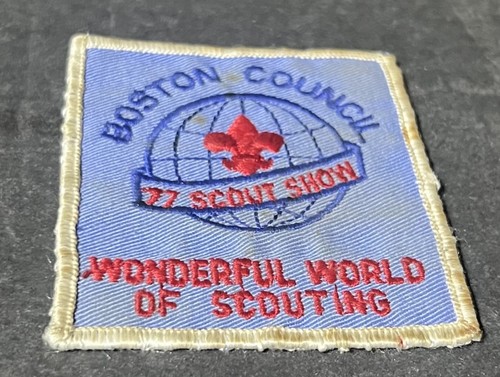 BOSTON COUNCIL
'77 SCOUT SHOW
WONDERFUL WORLD
OF SCOUTING